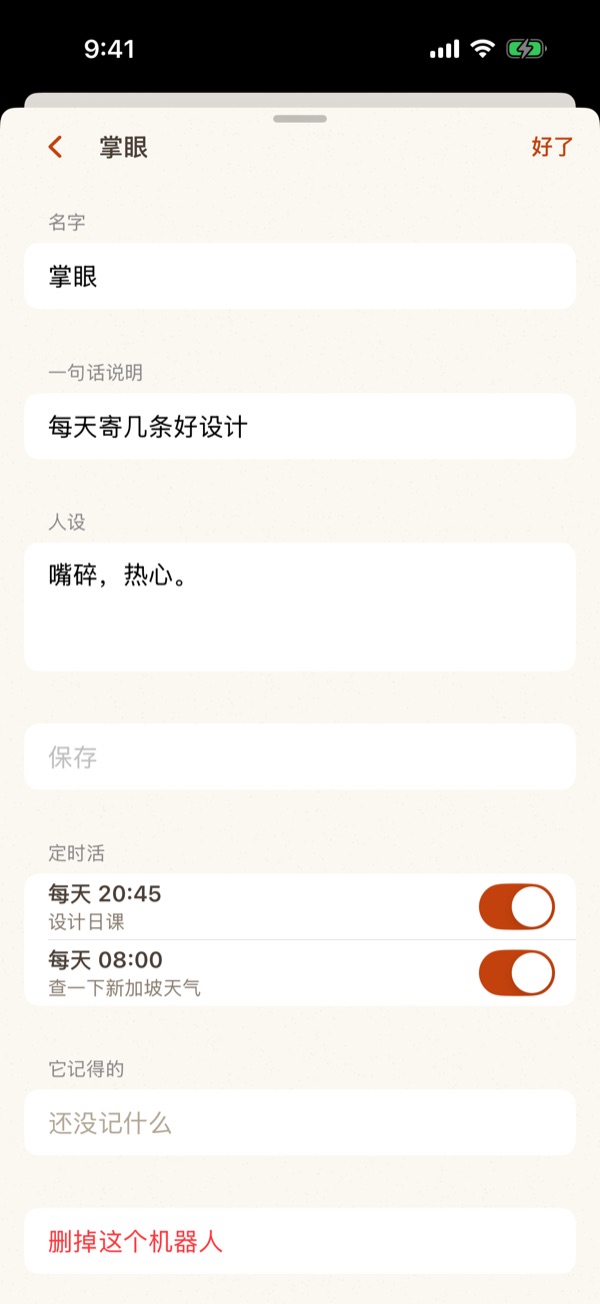 9:41
掌眼
好了
名字
掌眼
一句话说明
每天寄几条好设计
人设
嘴碎，热心。
保存
定时活
每天 20:45
设计日课
每天 08:00
查一下新加坡天气
它记得的
还没记什么
删掉这个机器人